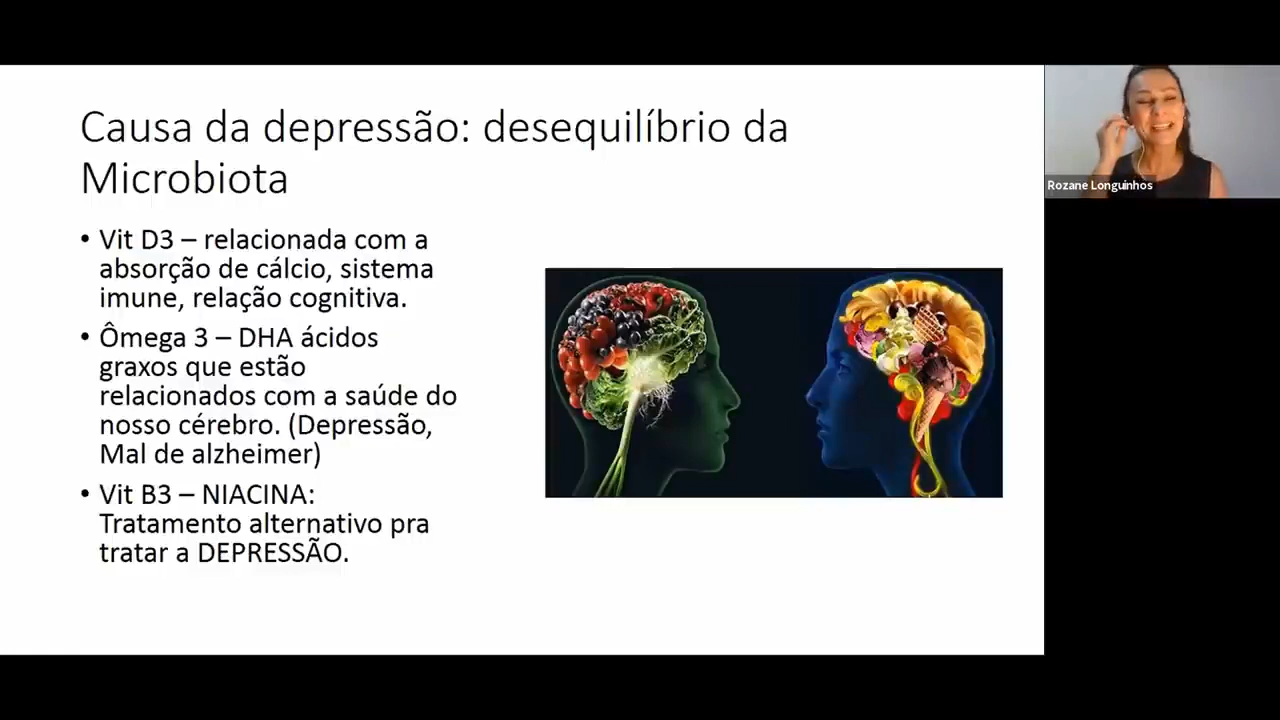 Causa da depressão: desequilíbrio da
Microbiota
• Vit D3 – relacionada com a
absorção de cálcio, sistema
imune, relação cognitiva.
• Ômega 3 – DHA ácidos
graxos que estão
relacionados com a saúde do
nosso cérebro. (Depressão,
Mal de alzheimer)
• Vit B3 – NIACINA:
Tratamento alternativo pra
tratar a DEPRESSÃO.
Rozane Longuinhos